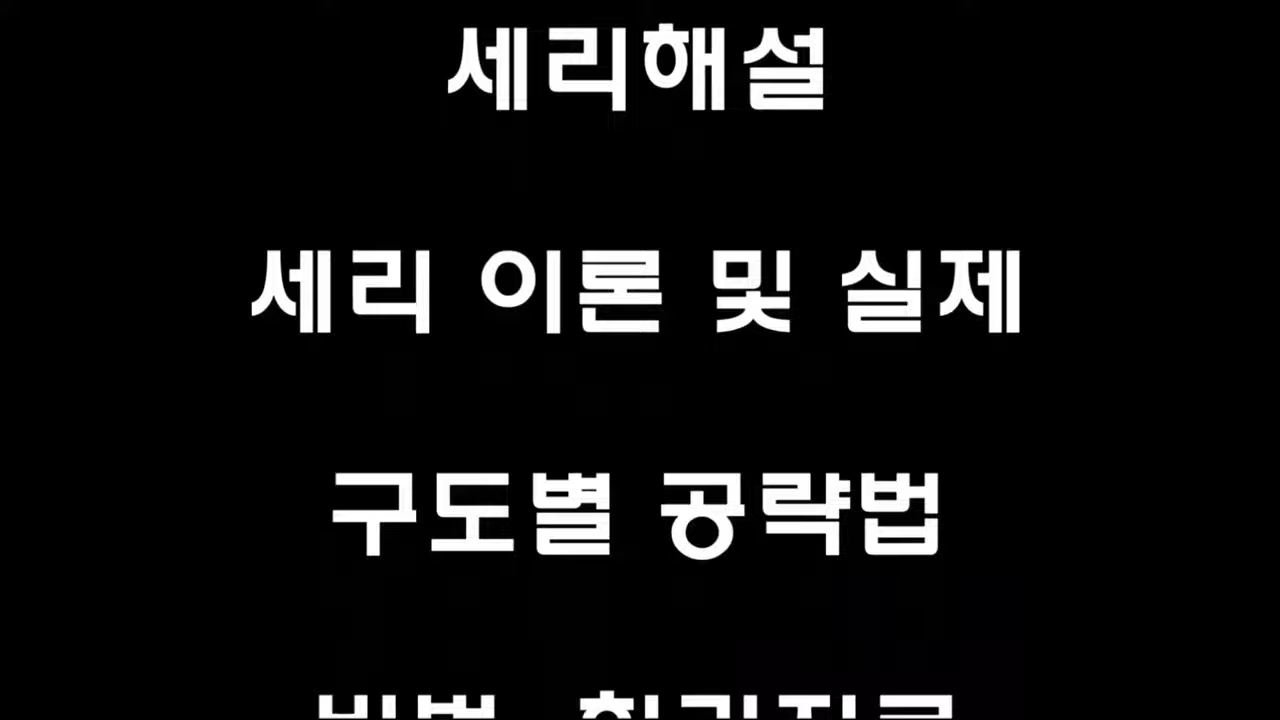 세리해설
세리 이론 및 실제
구도별 공략법